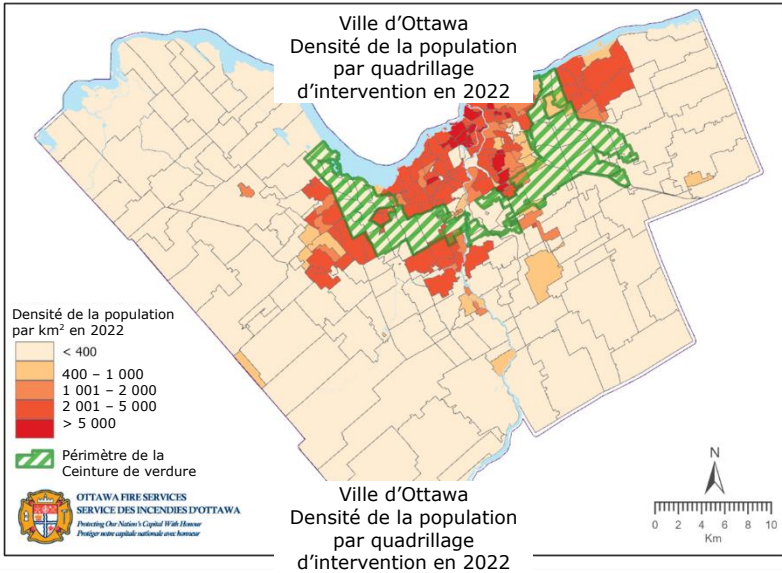 Ville d’Ottawa
Densité de la population
par quadrillage
d’intervention en 2022
Densité de la population
par km² en 2022
< 400
400 – 1 000
1 001 – 2 000
2 001 – 5 000
> 5 000
Périmètre de la
Ceinture de verdure
OTTAWA FIRE SERVICES
SERVICE DES INCENDIES D'OTTAWA
Protecting Our Nation's Capital With Honour
Protéger notre capitale nationale avec honneur
Ville d’Ottawa
Densité de la population
par quadrillage
d’intervention en 2022
N
0 2 4 6 8 10
Km